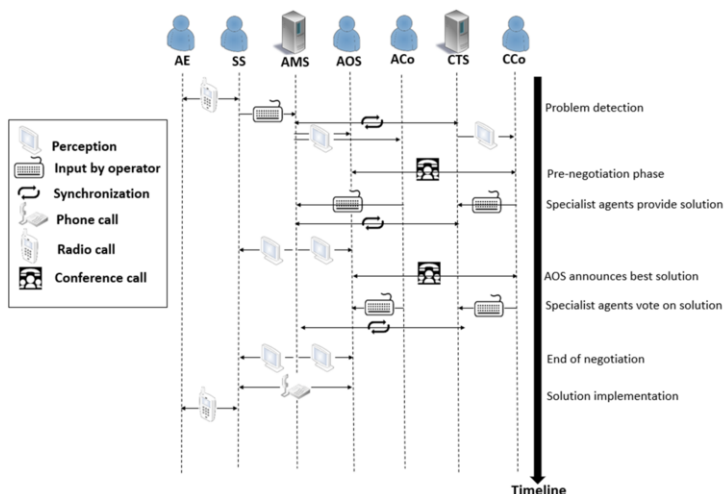 AE SS AMS AOS ACo CTS CCo
Problem detection
Perception
Input by operator
Synchronization
Phone call
Radio call
Conference call
Pre-negotiation phase
Specialist agents provide solution
AOS announces best solution
Specialist agents vote on solution
End of negotiation
Solution implementation
Timeline